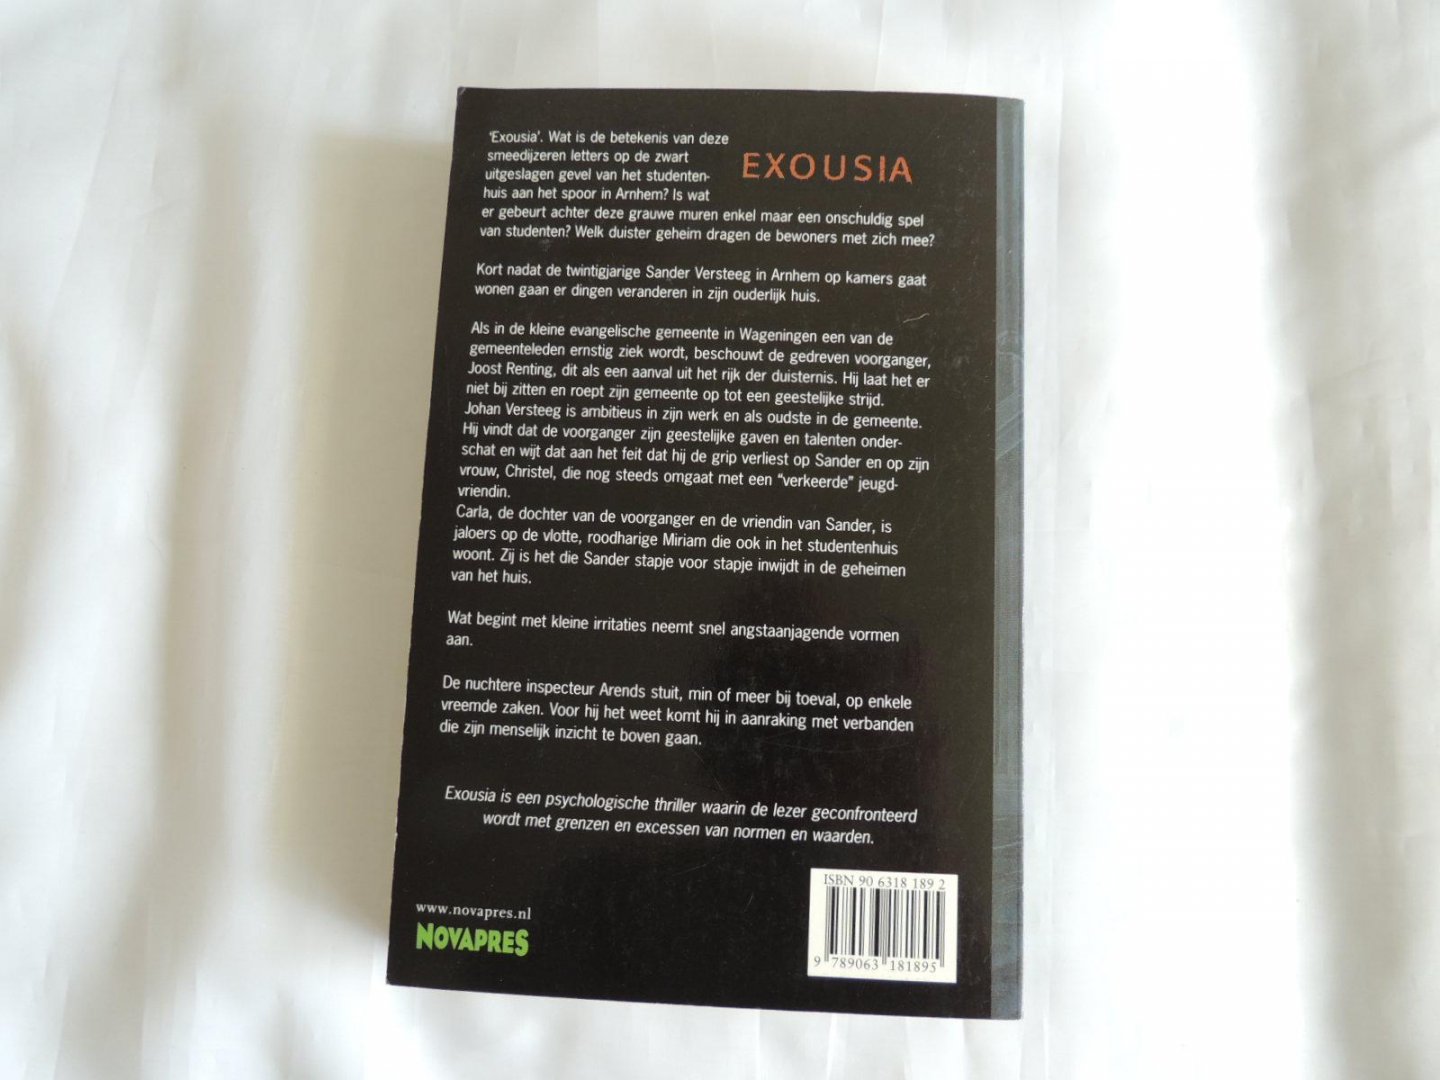 'Exousia'. Wat is de betekenis van deze
smeedijzeren letters op de zwart
uitgeslagen gevel van het studenten-
huis aan het spoor in Arnhem? Is wat
EXOUSIA
er gebeurt achter deze grauwe muren enkel maar een onschuldig spel
van studenten? Welk duister geheim dragen de bewoners met zich mee?
Kort nadat de twintigjarige Sander Versteeg in Arnhem op kamers gaat
wonen gaan er dingen veranderen in zijn ouderlijk huis.
Als in de kleine evangelische gemeente in Wageningen een van de
gemeenteleden ernstig ziek wordt, beschouwt de gedreven voorganger,
Joost Renting, dit als een aanval uit het rijk der duisternis. Hij laat het er
niet bij zitten en roept zijn gemeente op tot een geestelijke strijd.
Johan Versteeg is ambitieus in zijn werk en als oudste in de gemeente.
Hij vindt dat de voorganger zijn geestelijke gaven en talenten onder-
schat en wijt dat aan het feit dat hij de grip verliest op Sander en op zijn
vrouw, Christel, die nog steeds omgaat met een "verkeerde" jeugd-
vriendin.
Carla, de dochter van de voorganger en de vriendin van Sander, is
jaloers op de vlotte, roodharige Miriam die ook in het studentenhuis
woont. Zij is het die Sander stapje voor stapje inwijdt in de geheimen
van het huis.
Wat begint met kleine irritaties neemt snel angstaanjagende vormen
aan.
De nuchtere inspecteur Arends stuit, min of meer bij toeval, op enkele
vreemde zaken. Voor hij het weet komt hij in aanraking met verbanden
die zijn menselijk inzicht te boven gaan.
Exousia is een psychologische thriller waarin de lezer geconfronteerd
wordt met grenzen en excessen van normen en waarden.
ISBN 90 6318 189 2
9 789063 181895
www.novapres.nl
NOVAPRES